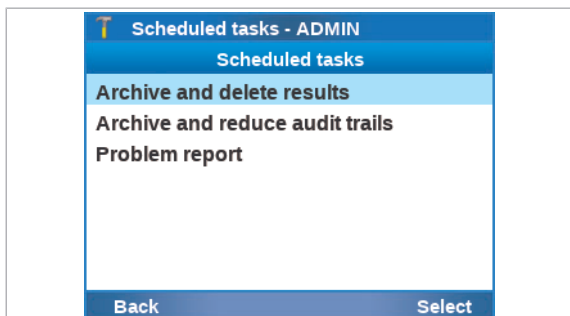 Scheduled tasks - ADMIN
Scheduled tasks
Archive and delete results
Archive and reduce audit trails
Problem report
Back Select